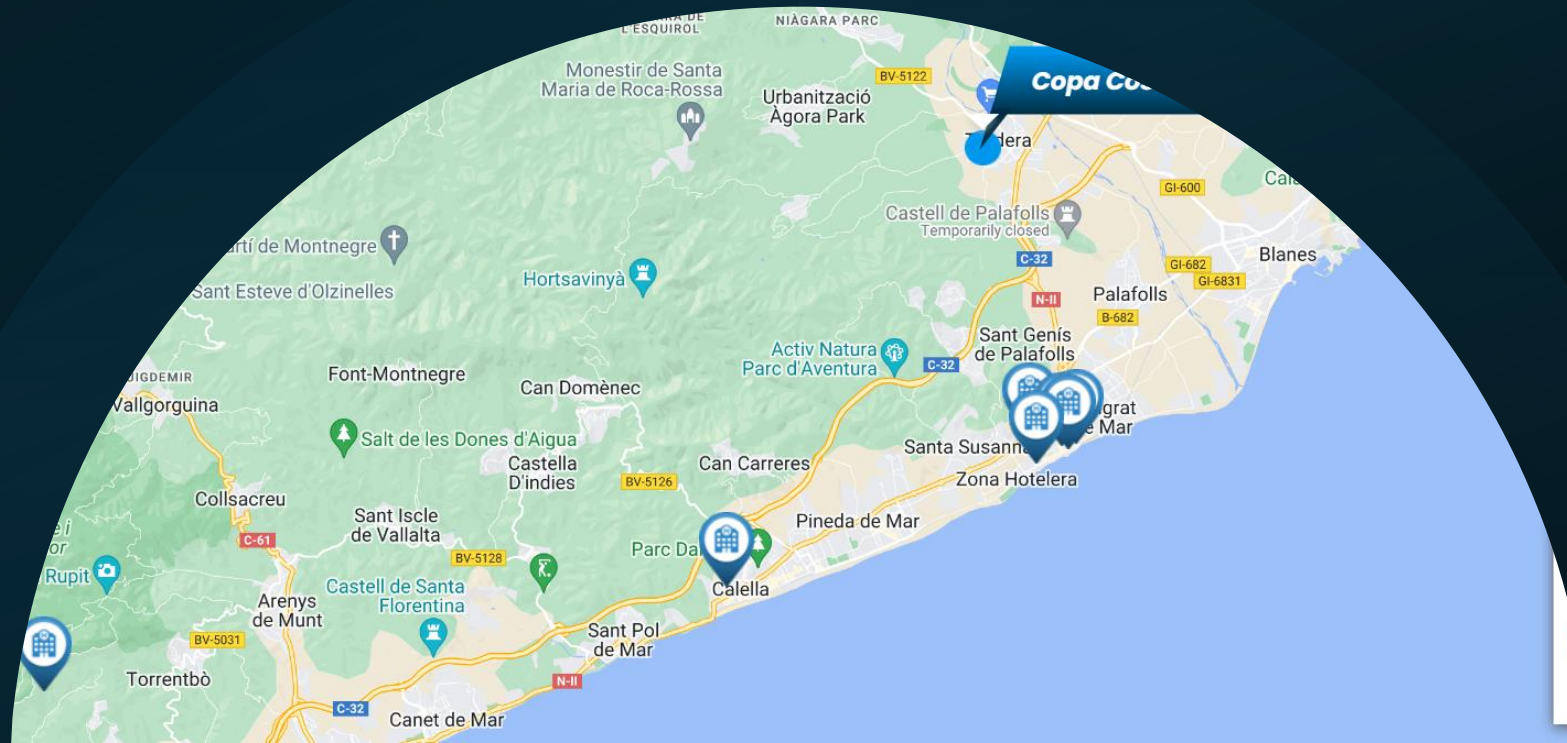 L'ESQUIROL
NIÀGARA PARC
Monestir de Santa
Maria de Roca-Rossa
BV-5122
Urbanització
Àgora Park
Copa
GI-600
Castell de Palafolls
Temporarily closed
de Montnegre
Blanes
C-32
GI-682
Hortsavinyà
GI-6831
Sant Esteve d'Olzinelles
Palafolls
N-II
B-682
Sant Genís
de Palafolls
Activ Natura
Parc d'Aventura
C-32
Font-Montnegre
Can Domènec
Vallgorguina
Mar
Salt de les Dones d'Aigua
Santa
Castella
D'indies
Can Carreres
Zona Hotelera
BV-5126
Collsacreu
Sant Iscle
de Vallalta
Pineda de Mar
C-61
Parc
BV-5128
Rupit
Castell de Santa
Florentina
Calella
Arenys
de Munt
Sant Pol
de Mar
BV-5031
Torrentbò
N-II
C-32
Canet de Mar